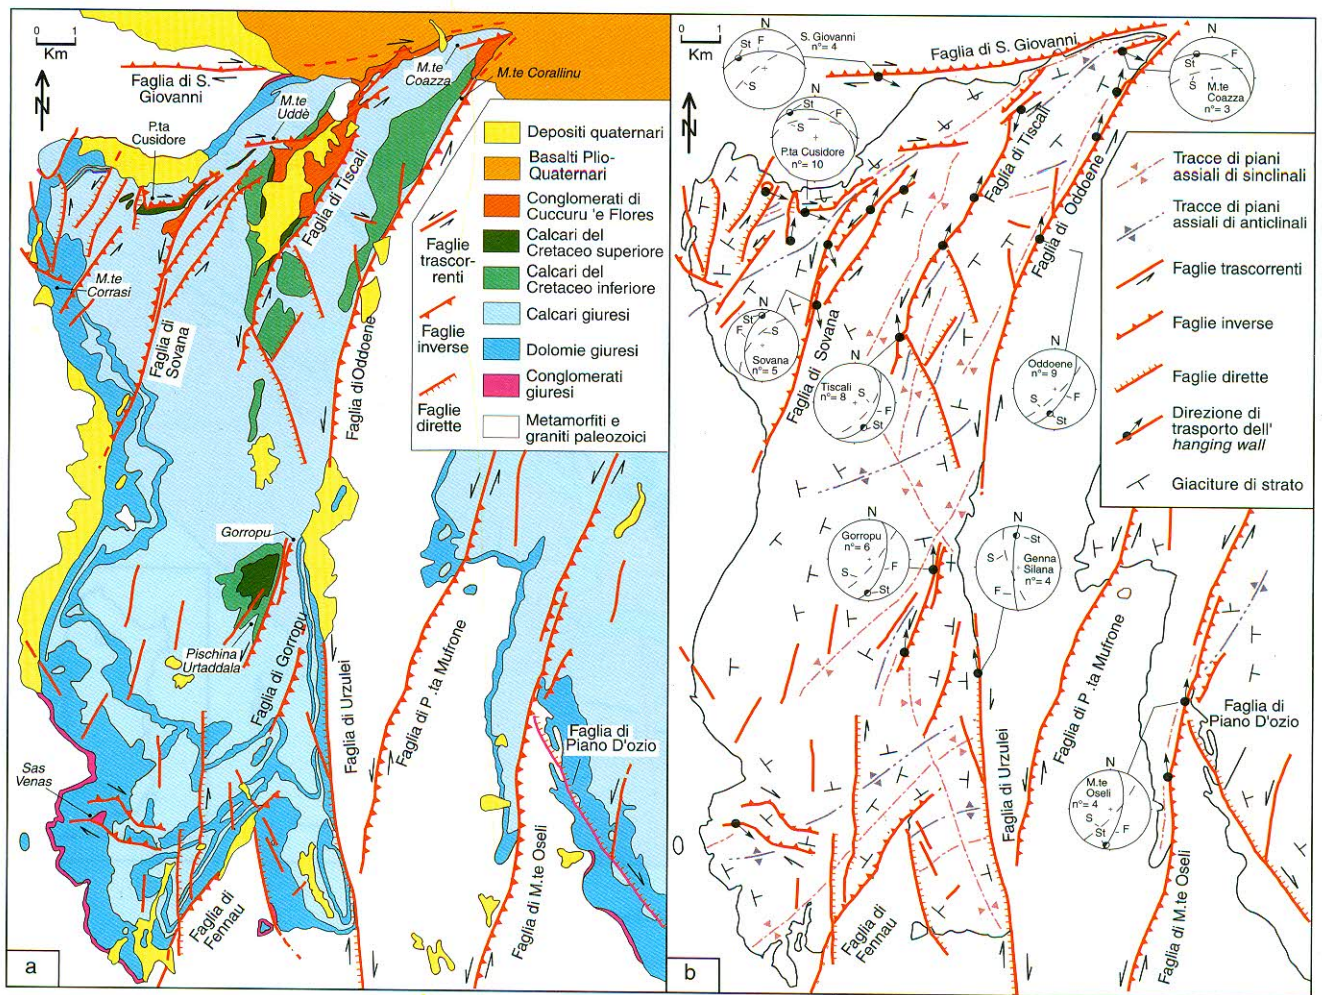 0 1
Km
N
Faglia di S.
Giovanni
M.te
Uddè
P.ta
Cusidore
M.te
Coazza
M.te Corallinu
Faglia di Tiscali
M.te
Corrasi
Faglia di
Sovana
Faglia di Oddoene
Gorropu
Pischina
Urtaddala
Faglia di Gorropu
Faglia di Urzulei
Faglia di P .ta Mufrone
Faglia di
Piano D'ozio
Sas
Venas
Faglia di
Fennau
Faglia di M.te Oseli
a
Faglie
trascor-
renti
Faglie
inverse
Faglie
dirette
Depositi quaternari
Basalti Plio-
Quaternari
Conglomerati di
Cuccuru 'e Flores
Calcari del
Cretaceo superiore
Calcari del
Cretaceo inferiore
Calcari giuresi
Dolomie giuresi
Conglomerati
giuresi
Metamorfiti e
graniti paleozoici
0 1
Km
N
N
St F
S
S. Giovanni
n°= 4
Faglia di S. Giovanni
N
St F
S
M.te
Coazza
n°= 3
N
St F
S
P.ta Cusidore
n°= 10
Faglia di Tiscali
Faglia di Oddoene
N
St
F S
Sovana
n°= 5
Faglia di Sovana
N
Tiscali
n°= 8
S
F
St
N
Oddoene
n°= 9
S F
St
N
Gorropu
n°= 6
S F
St
N
St
S
Genna
Silana
n°= 4
F
Faglia di P .ta Mufrone
Faglia di
Piano D'ozio
Faglia di Urzulei
N
M.te
Oseli
n°= 4
S
St F
Faglia di
Fennau
Faglia di M.te Oseli
b
Tracce di piani
assiali di sinclinali
Tracce di piani
assiali di anticlinali
Faglie trascorrenti
Faglie inverse
Faglie dirette
Direzione di
trasporto dell'
hanging wall
Giaciture di strato